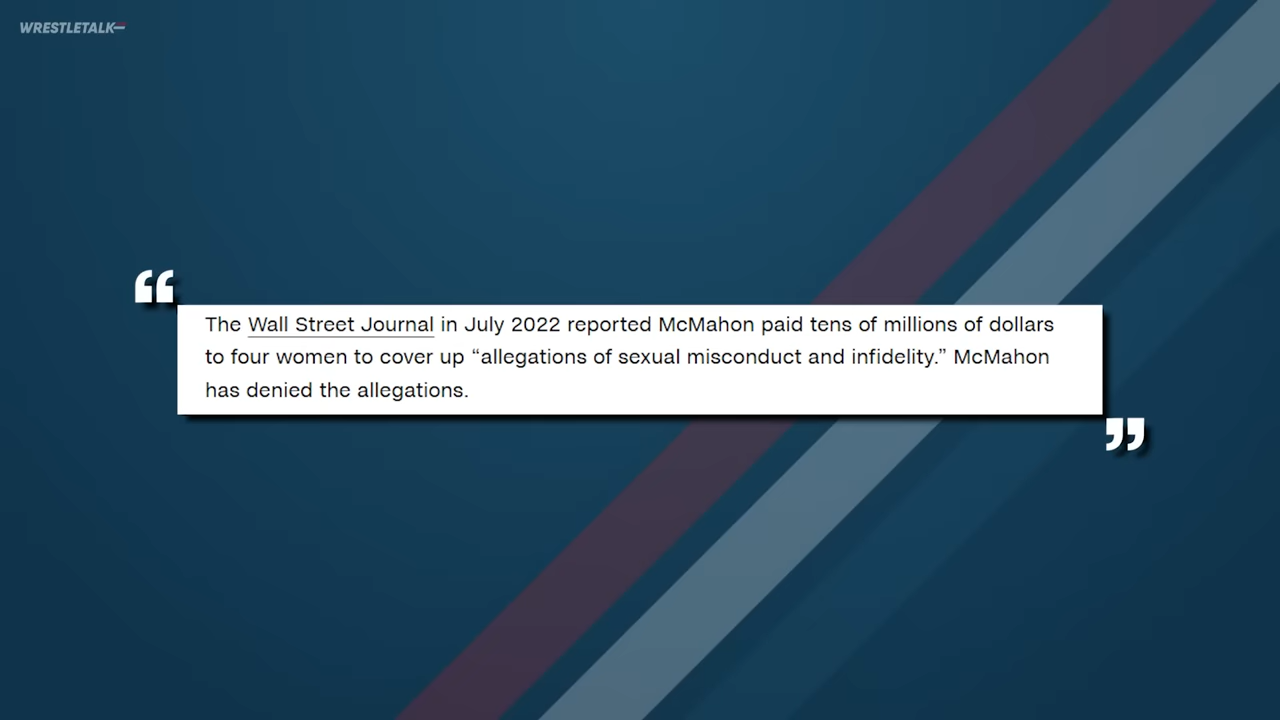 WRESTLETALK
“
The Wall Street Journal in July 2022 reported McMahon paid tens of millions of dollars
to four women to cover up “allegations of sexual misconduct and infidelity.” McMahon
has denied the allegations.
”